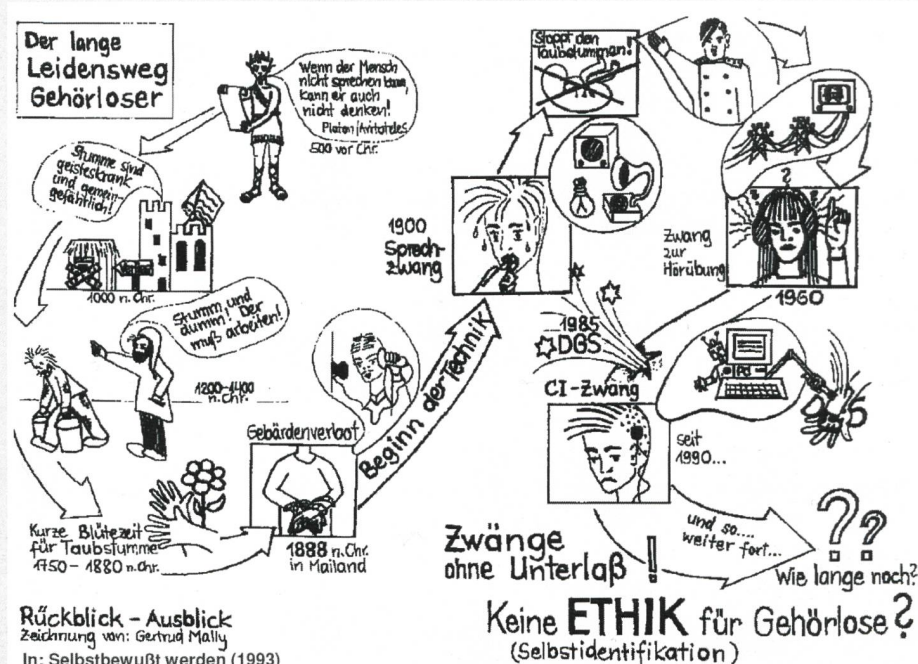 Der lange
Leidensweg
Gehörloser
Wenn der Mensch
nicht sprechen kann,
kann er auch
nicht denken!
Platon/Aristoteles
500 vor Chr.
Stumme sind
geisteskrank
und gemein-
gefährlich!
1000 n. Chr.
Stumm und
dumm! Der
muß arbeiten!
1200-1400
n. Chr.
Kurze Blütezeit
für Taubstumme
1750 - 1880 n. Chr.
Gebärdenverbot
1888 n. Chr.
in Mailand
Beginn der Technik
1900
Sprech-
zwang
Stoppt den
Taubstummen!
Zwang
zur
Hörübung
1960
1985
DGS
CI-Zwang
seit
1990...
und so....
weiter fort...
??
Wie lange noch?
Zwänge
ohne Unterlaß!
Keine ETHIK für Gehörlose?
(Selbstidentifikation)
Rückblick - Ausblick
Zeichnung von: Gertrud Mally
In: Selbstbewußt werden (1993)